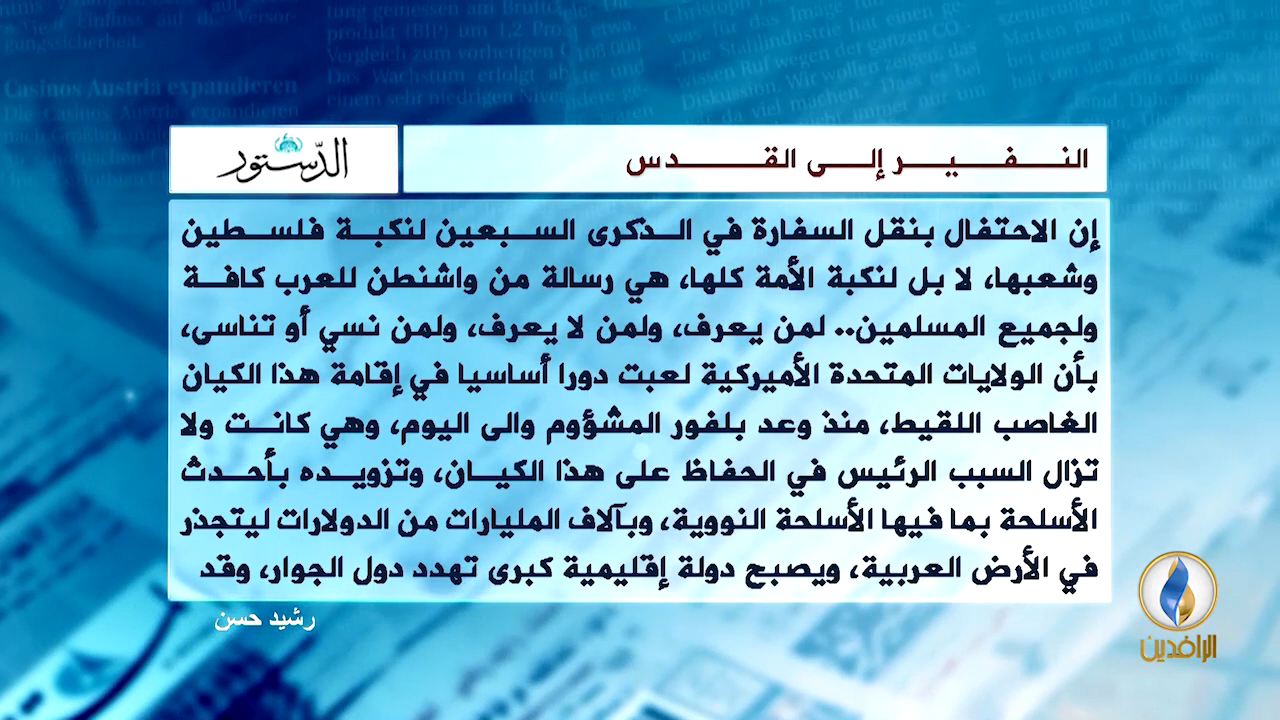 الدستور
النفير إلى القدس
إن الاحتفال بنقل السفارة في الذكرى السبعين لنكبة فلسطين
وشعبها، لا بل لنكبة الأمة كلها، هي رسالة من واشنطن للعرب كافة
ولجميع المسلمين.. لمن يعرف، ولمن لا يعرف، ولمن نسي أو تناسى،
بأن الولايات المتحدة الأميركية لعبت دورا أساسيا في إقامة هذا الكيان
الغاصب اللقيط، منذ وعد بلفور المشؤوم والى اليوم، وهي كانت ولا
تزال السبب الرئيس في الحفاظ على هذا الكيان، وتزويده بأحدث
الأسلحة بما فيها الأسلحة النووية، وبآلاف المليارات من الدولارات ليتجذر
في الأرض العربية، ويصبح دولة إقليمية كبرى تهدد دول الجوار، وقد
رشيد حسن
الرافدين
Casinos Austria expandieren